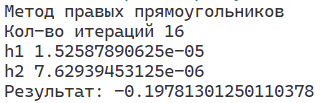 Метод правых прямоугольников
Кол-во итераций 16
h1 1.52587890625e-05
h2 7.62939453125e-06
Результат: -0.19781301250110378